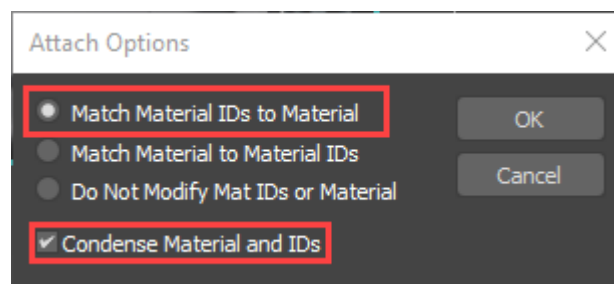 Attach Options
Match Material IDs to Material
OK
Match Material to Material IDs
Cancel
Do Not Modify Mat IDs or Material
Condense Material and IDs